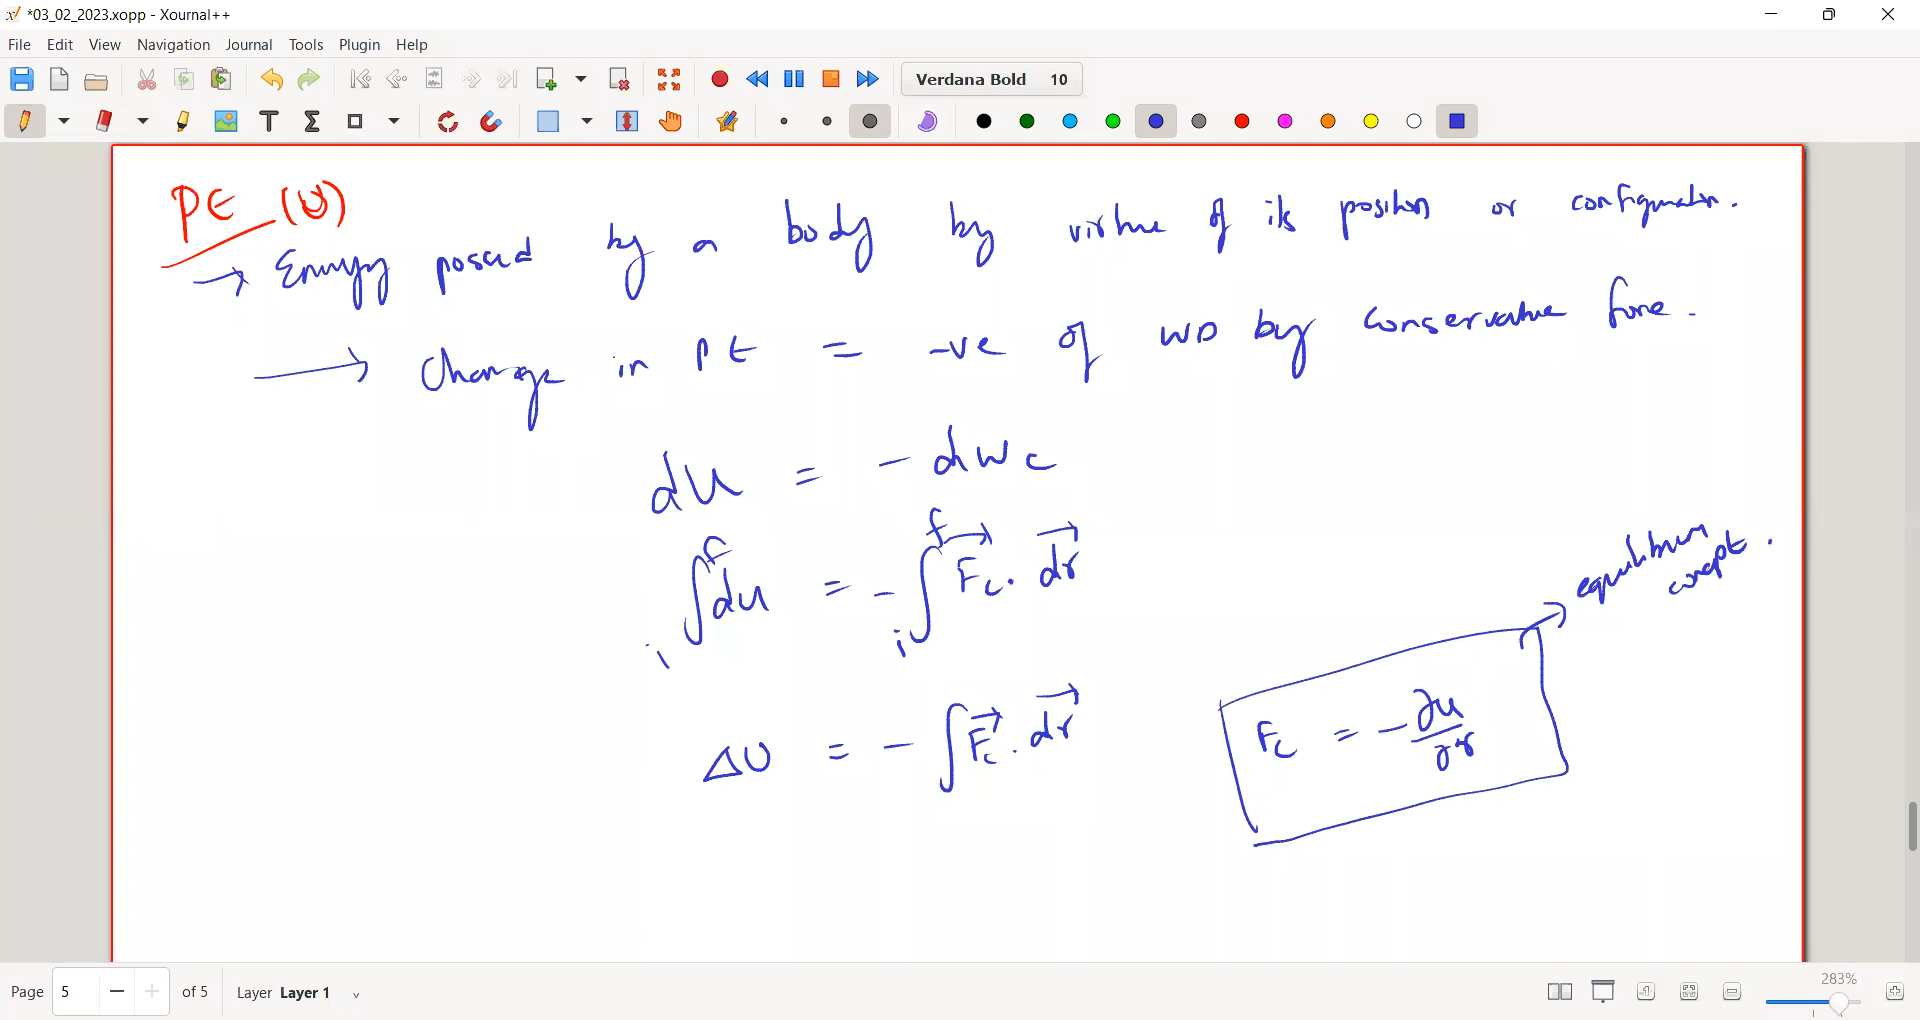 *03_02_2023.xopp - Xournal++
File Edit View Navigation Journal Tools Plugin Help
Verdana Bold 10
PE (U)
→ Energy possed by a body by virtue of its position or configuration.
→ Change in PE = -ve of WD by conservative force.
dU = - dWc
∫ᵢᶠ dU = - ∫ᵢᶠ F⃗c . d⃗r
equilibrium concept.
ΔU = - ∫ F⃗c . d⃗r
Fc = - ∂U/∂r
Page 5 of 5 Layer Layer 1 283%